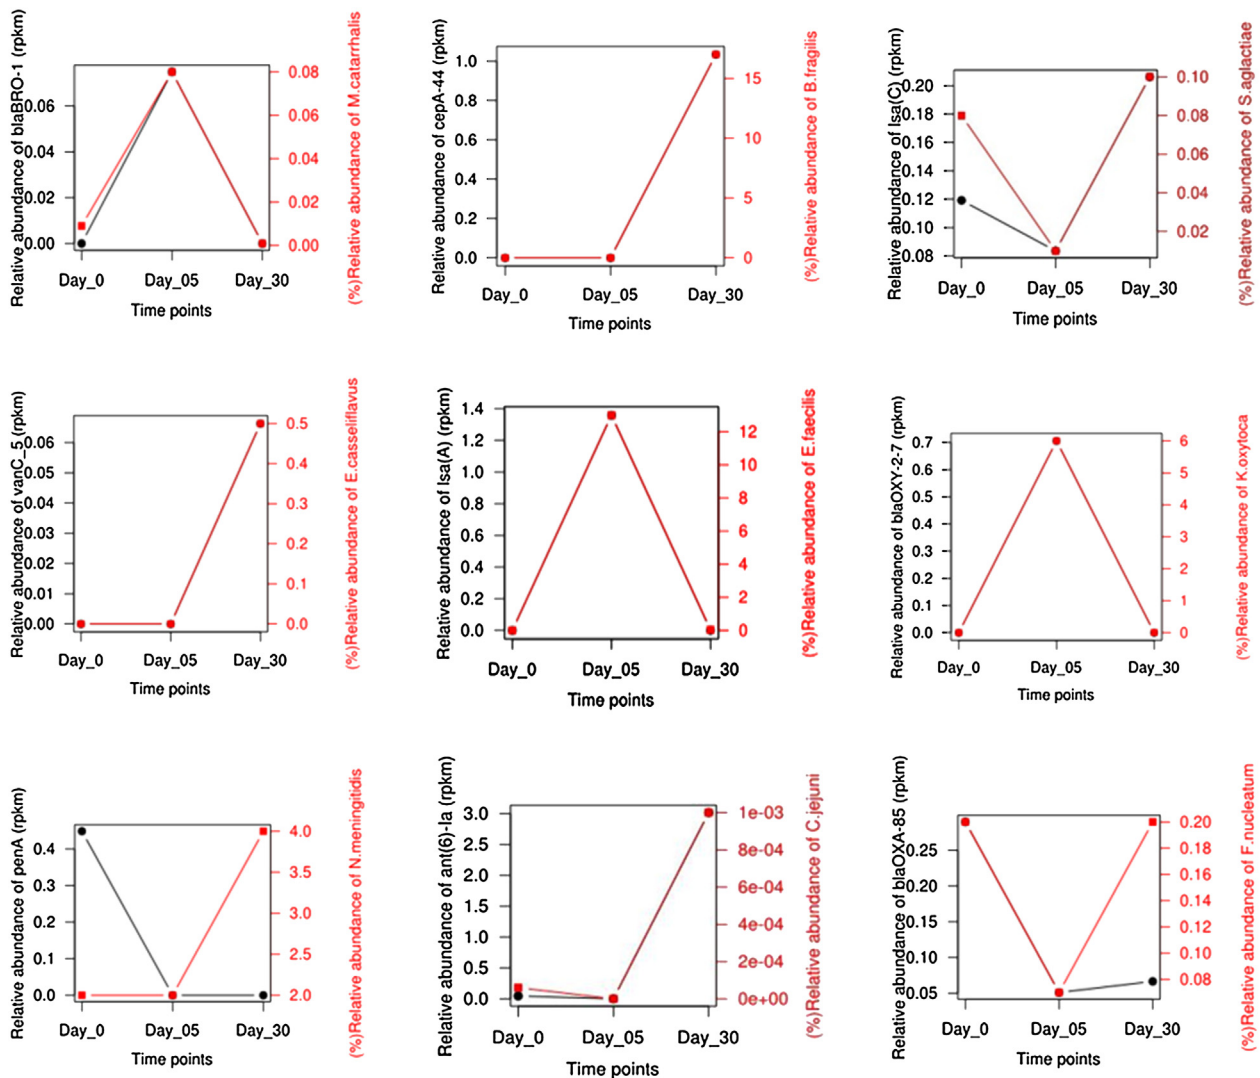 Relative abundance of blaBRO-1 (rpkm)
0.06
0.04
0.02
0.00
0.08
0.06
0.04
0.02
0.00
(%)Relative abundance of M.catarrhalis
Day_0 Day_05 Day_30
Time points
Relative abundance of cepA-44 (rpkm)
1.0
0.8
0.6
0.4
0.2
0.0
15
10
5
0
(%)Relative abundance of B.fragilis
Day_0 Day_05 Day_30
Time points
Relative abundance of lsa(C) (rpkm)
0.20
0.18
0.16
0.14
0.12
0.10
0.08
0.10
0.08
0.06
0.04
0.02
(%)Relative abundance of S.aglactiae
Day_0 Day_05 Day_30
Time points
Relative abundance of vanC_5 (rpkm)
0.06
0.05
0.04
0.03
0.02
0.01
0.00
0.5
0.4
0.3
0.2
0.1
0.0
(%)Relative abundance of E.casseliflavus
Day_0 Day_05 Day_30
Time points
Relative abundance of lsa(A) (rpkm)
1.4
1.2
1.0
0.8
0.6
0.4
0.2
0.0
12
10
8
6
4
2
0
(%)Relative abundance of E.faecilis
Day_0 Day_05 Day_30
Time points
Relative abundance of blaOXY-2-7 (rpkm)
0.7
0.6
0.5
0.4
0.3
0.2
0.1
0.0
6
5
4
3
2
1
0
(%)Relative abundance of K.oxytoca
Day_0 Day_05 Day_30
Time points
Relative abundance of penA (rpkm)
0.4
0.3
0.2
0.1
0.0
4.0
3.5
3.0
2.5
2.0
(%)Relative abundance of N.meningitidis
Day_0 Day_05 Day_30
Time points
Relative abundance of ant(6)-Ia (rpkm)
3.0
2.5
2.0
1.5
1.0
0.5
0.0
1e-03
8e-04
6e-04
4e-04
2e-04
0e+00
(%)Relative abundance of C.jejuni
Day_0 Day_05 Day_30
Time points
Relative abundance of blaOXA-85 (rpkm)
0.25
0.20
0.15
0.10
0.05
0.20
0.18
0.16
0.14
0.12
0.10
0.08
(%)Relative abundance of F.nucleatum
Day_0 Day_05 Day_30
Time points